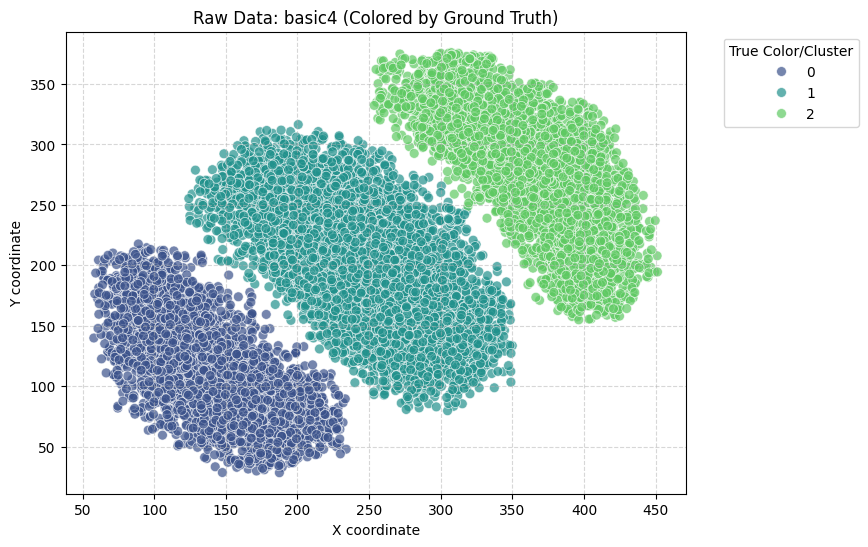 Raw Data: basic4 (Colored by Ground Truth)
True Color/Cluster
0
1
2
Y coordinate
350
300
250
200
150
100
50
50 100 150 200 250 300 350 400 450
X coordinate